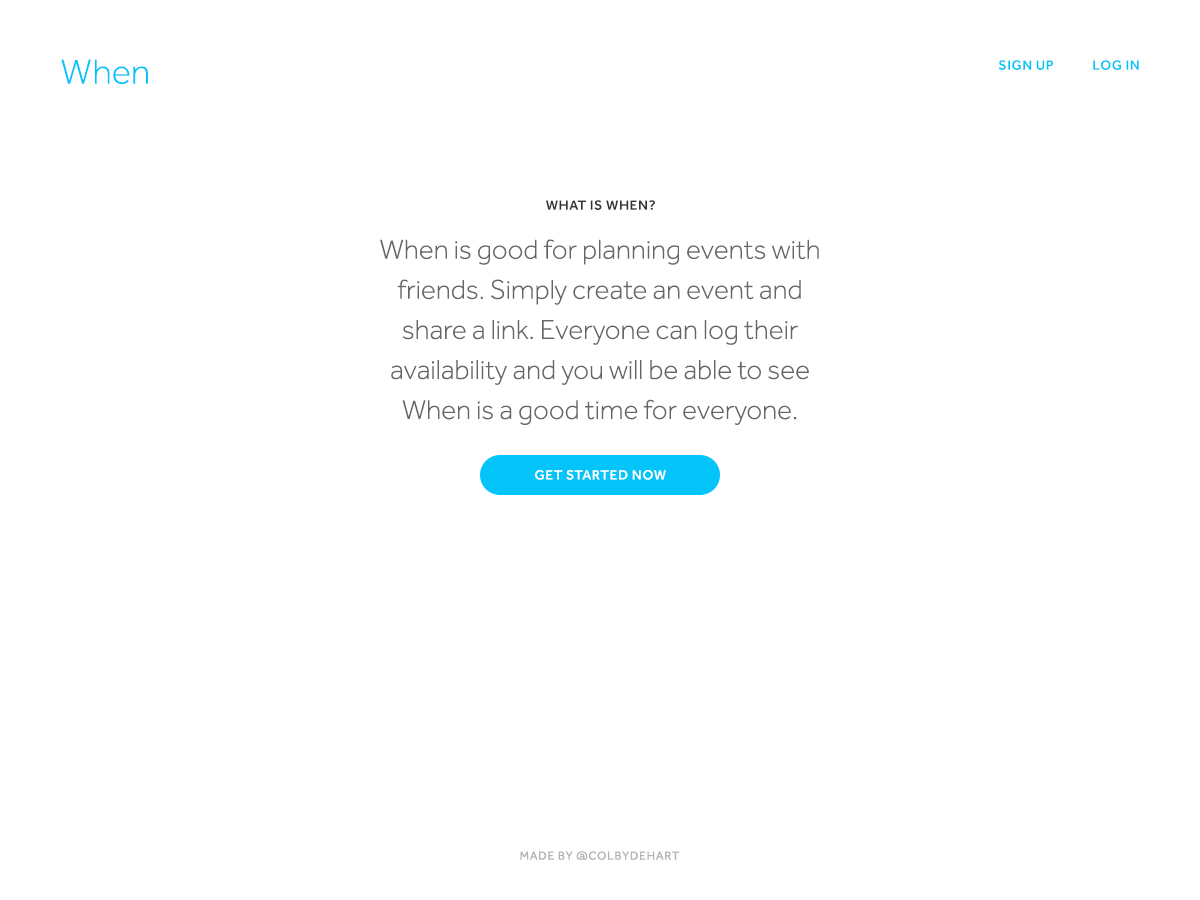 When
SIGN UP
LOG IN
WHAT IS WHEN?
When is good for planning events with
friends. Simply create an event and
share a link. Everyone can log their
availability and you will be able to see
When is a good time for everyone.
GET STARTED NOW
MADE BY @COLBYDEHART